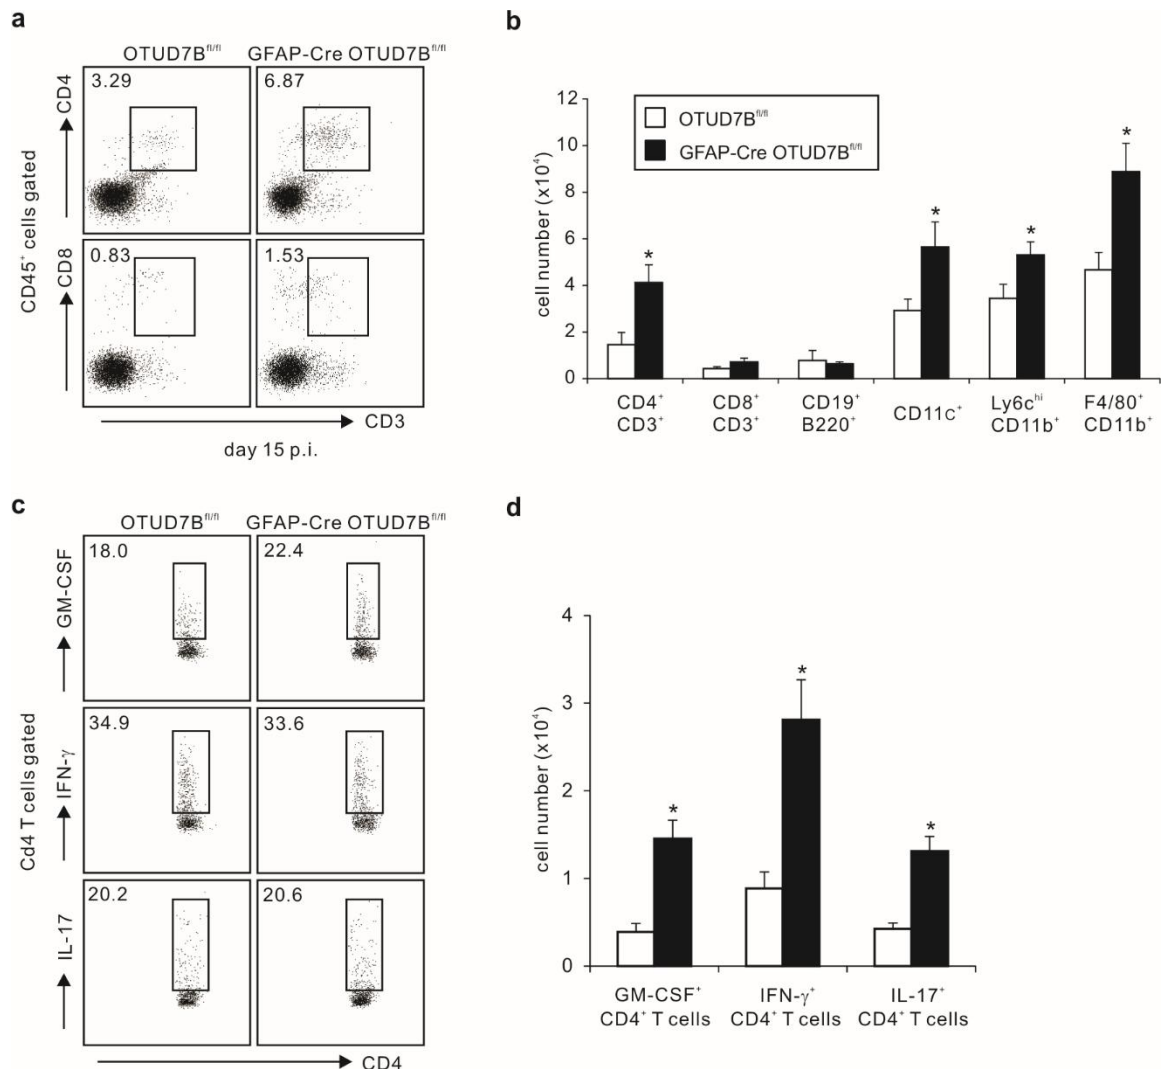 a
OTUD7B^fl/fl GFAP-Cre OTUD7B^fl/fl
CD45⁺ cells gated
CD4
3.29 6.87
CD8
0.83 1.53
CD3
day 15 p.i.
b
cell number (x10⁴)
12
10
8
6
4
2
0
OTUD7B^fl/fl
GFAP-Cre OTUD7B^fl/fl
* * * *
CD4⁺ CD8⁺ CD19⁺ CD11c⁺ Ly6c^hi F4/80⁺
CD3⁺ CD3⁺ B220⁺ CD11b⁺ CD11b⁺
c
OTUD7B^fl/fl GFAP-Cre OTUD7B^fl/fl
Cd4 T cells gated
GM-CSF
18.0 22.4
IFN-γ
34.9 33.6
IL-17
20.2 20.6
CD4
d
cell number (x10⁴)
4
3
2
1
0
* * *
GM-CSF⁺ IFN-γ⁺ IL-17⁺
CD4⁺ T cells CD4⁺ T cells CD4⁺ T cells